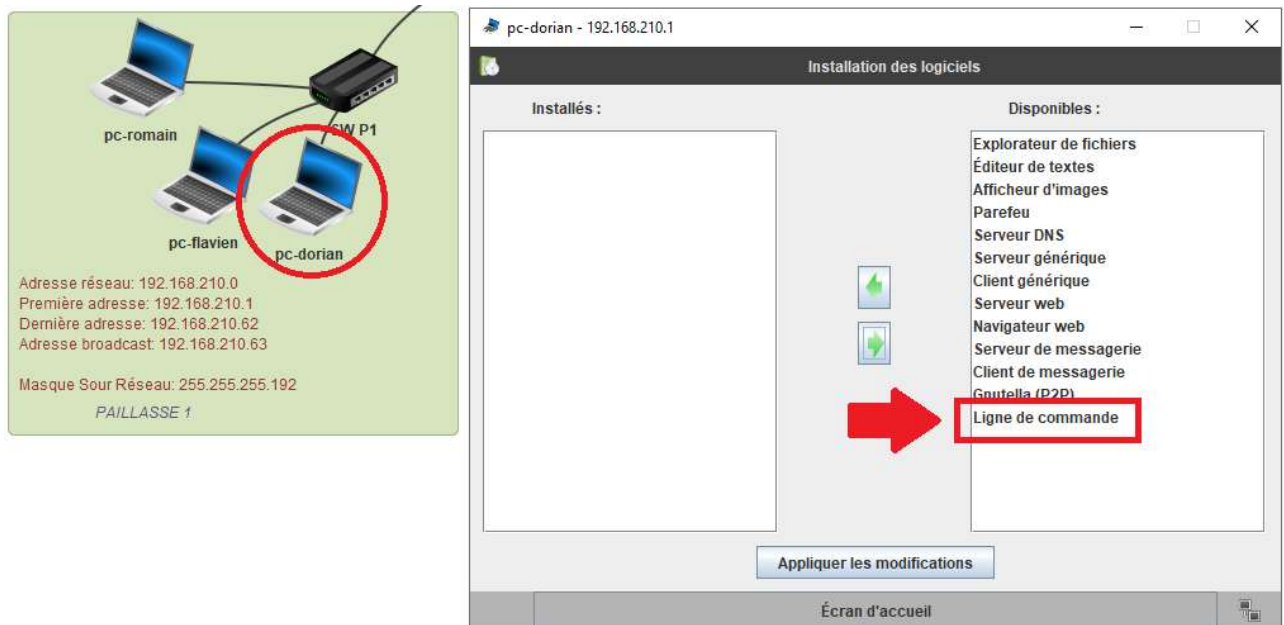 pc-romain
SW P1
pc-flavien
pc-dorian
Adresse réseau: 192.168.210.0
Première adresse: 192.168.210.1
Dernière adresse: 192.168.210.62
Adresse broadcast: 192.168.210.63
Masque Sour Réseau: 255.255.255.192
PAILLASSE 1
pc-dorian - 192.168.210.1
Installation des logiciels
Installés :
Disponibles :
Explorateur de fichiers
Éditeur de textes
Afficheur d'images
Parefeu
Serveur DNS
Serveur générique
Client générique
Serveur web
Navigateur web
Serveur de messagerie
Client de messagerie
Gnutella (P2P)
Ligne de commande
Appliquer les modifications
Écran d'accueil